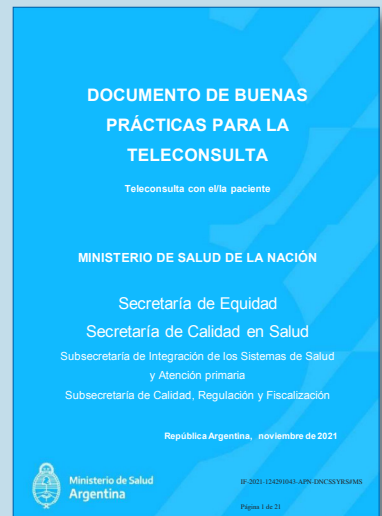 DOCUMENTO DE BUENAS
PRÁCTICAS PARA LA
TELECONSULTA
Teleconsulta con el/la paciente
MINISTERIO DE SALUD DE LA NACIÓN
Secretaría de Equidad
Secretaría de Calidad en Salud
Subsecretaría de Integración de los Sistemas de Salud
y Atención primaria
Subsecretaría de Calidad, Regulación y Fiscalización
República Argentina, noviembre de 2021
Ministerio de Salud
Argentina
IF-2021-124291043-APN-DNCSSYRS#MS
Página 1 de 21